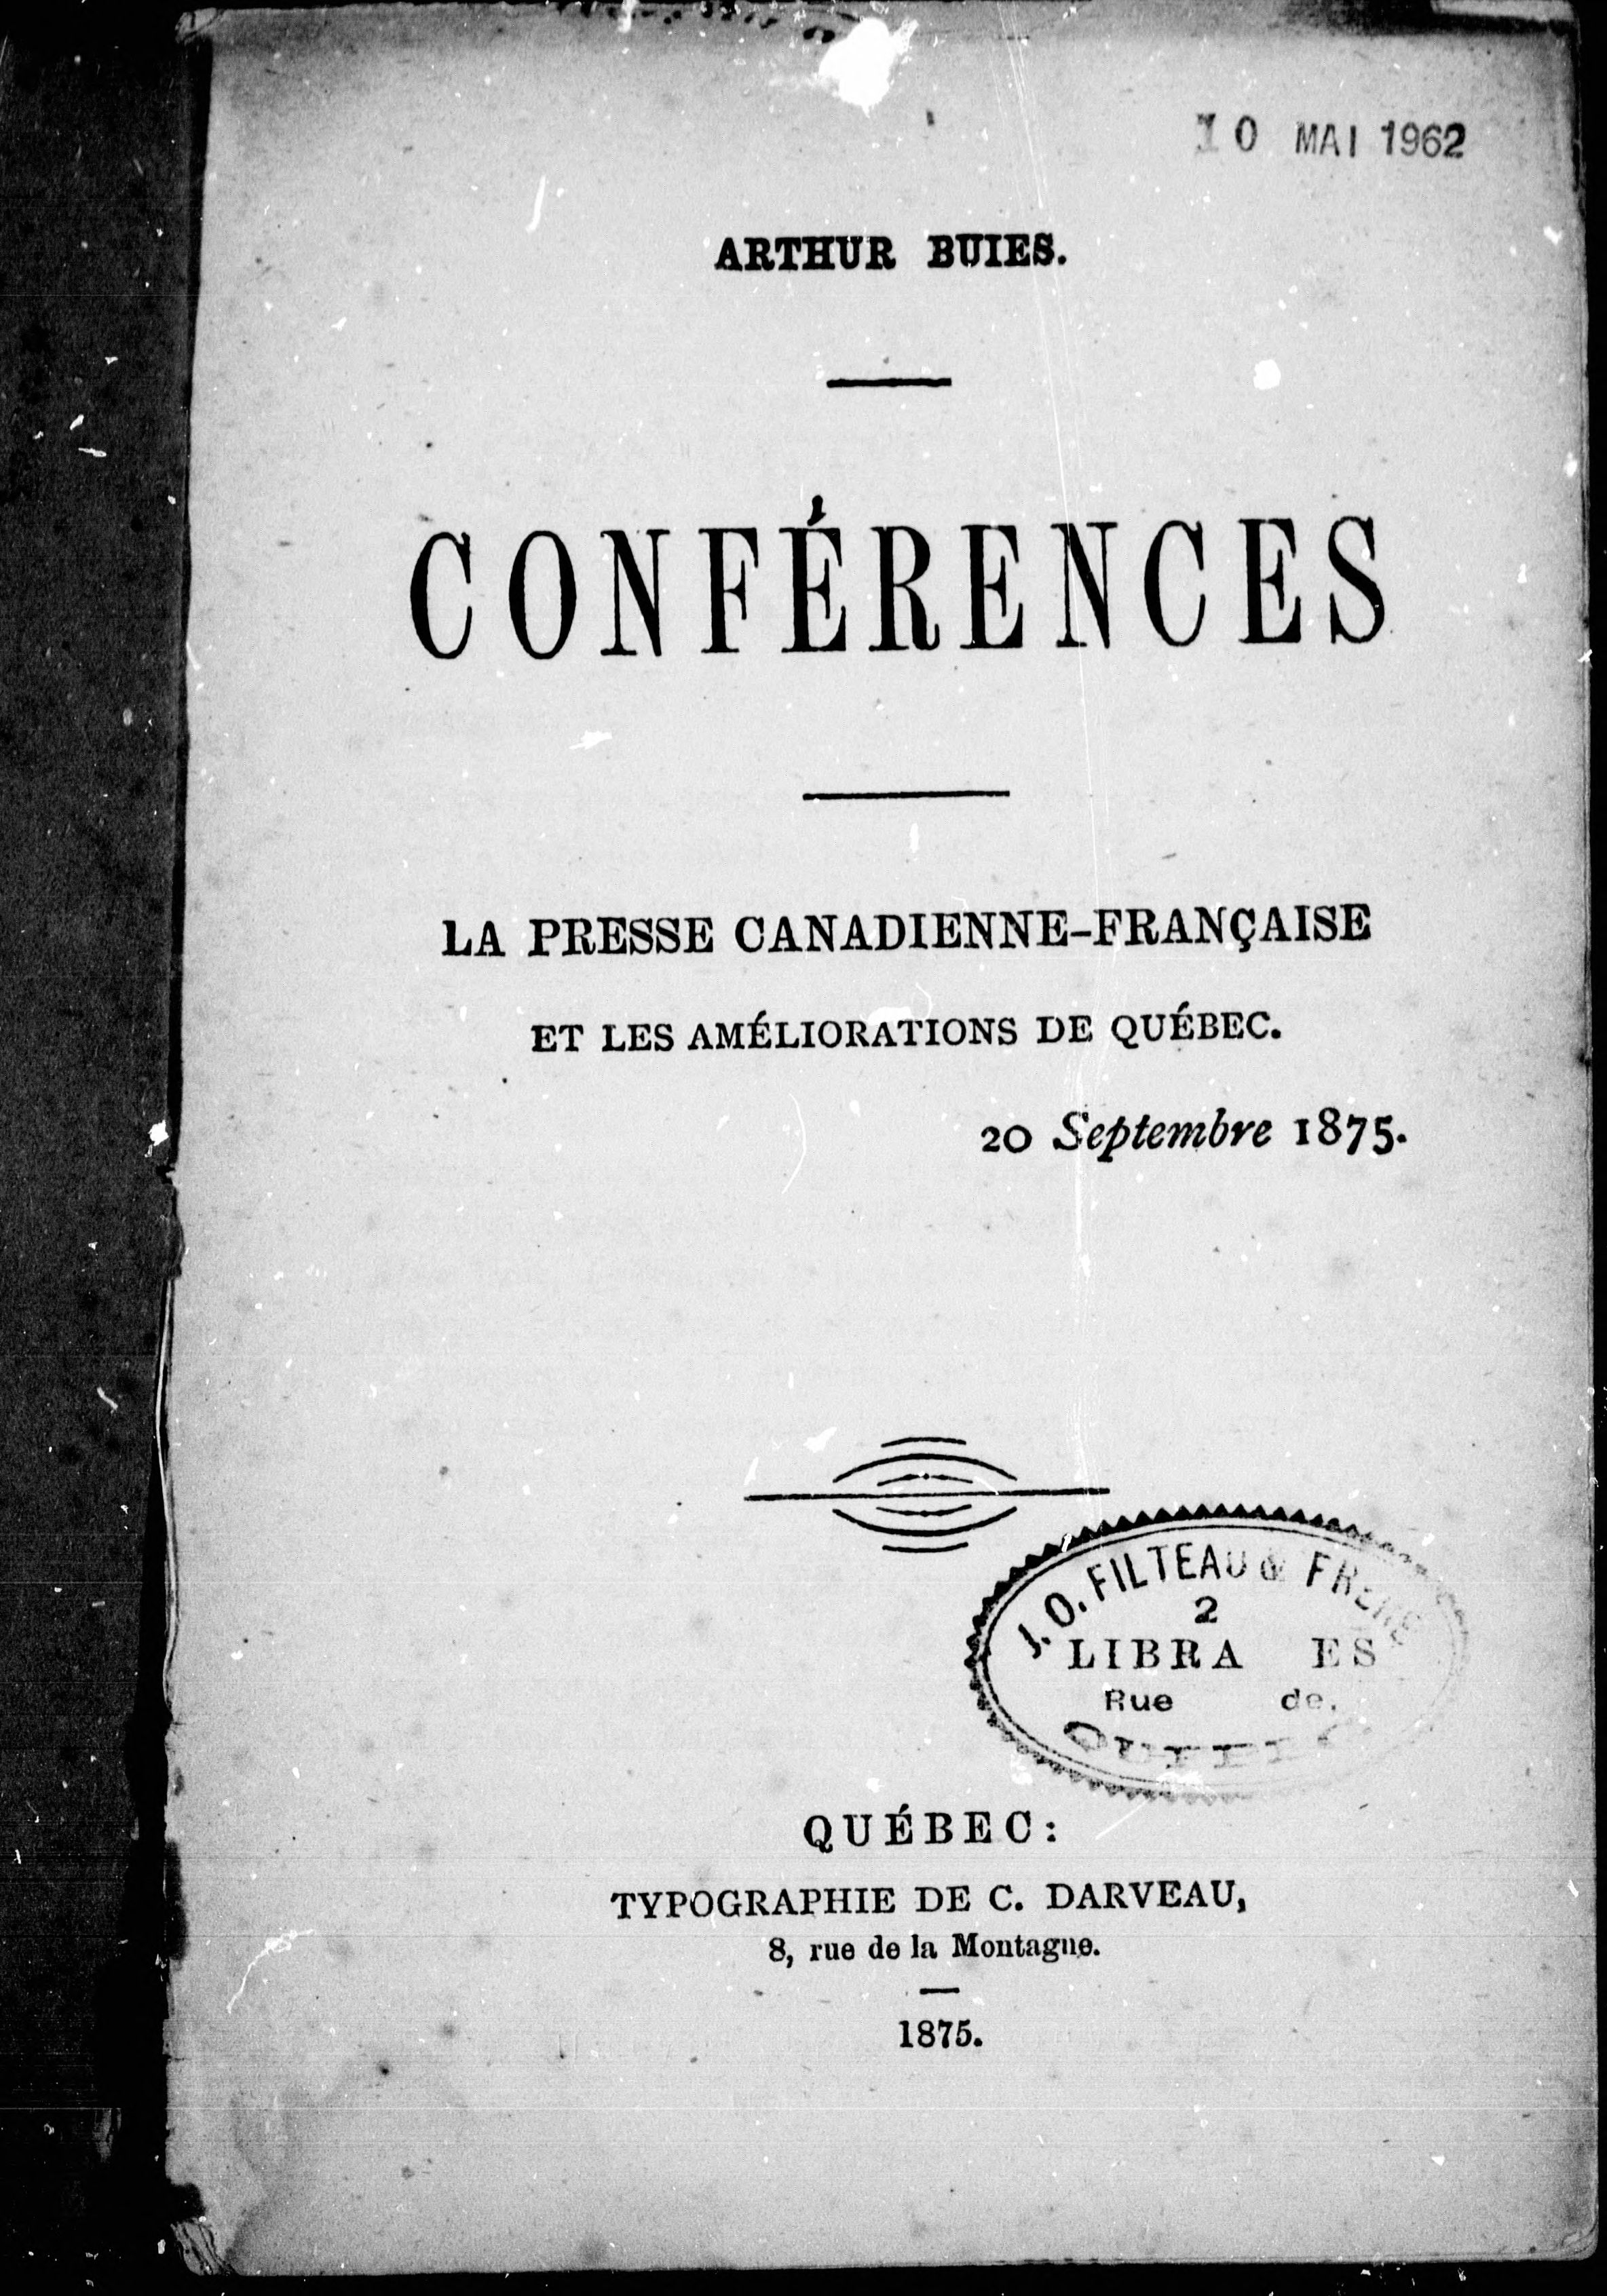 10 MAI 1962
ARTHUR BUIES.
CONFÉRENCES
LA PRESSE CANADIENNE-FRANÇAISE
ET LES AMÉLIORATIONS DE QUÉBEC.
20 Septembre 1875.
J. O. FILTEAU & FRERE
2
LIBRA ES
Rue de
QUÉBEC:
TYPOGRAPHIE DE C. DARVEAU,
8, rue de la Montagne.
1875.